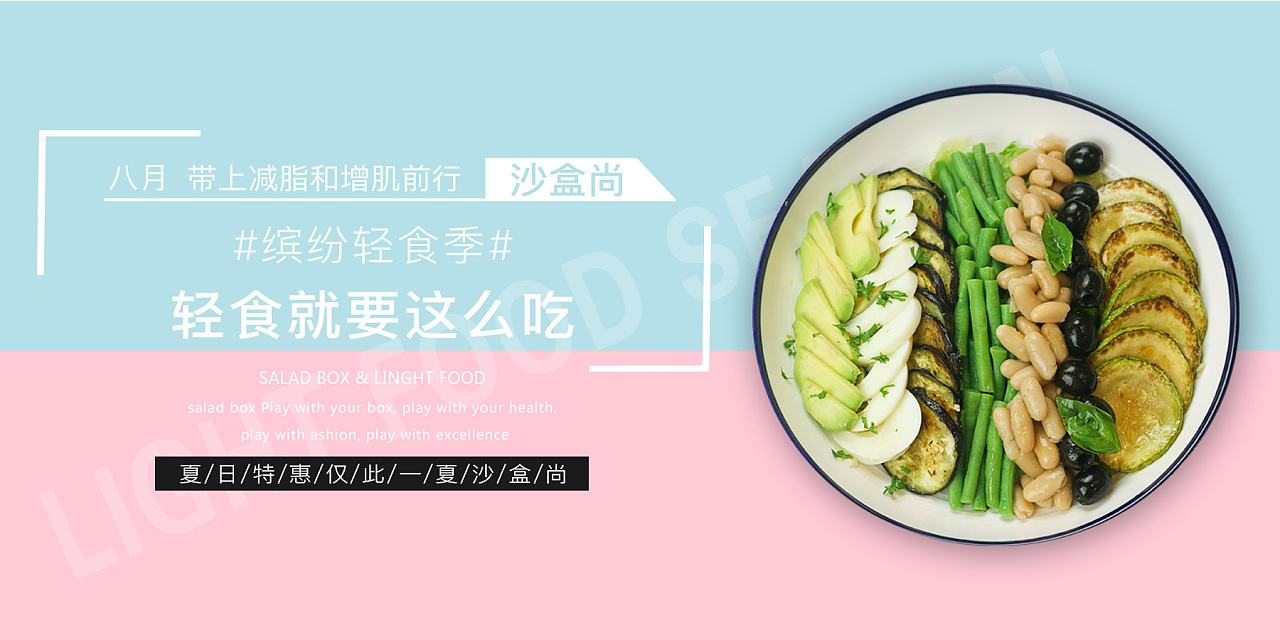 八月 带上减脂和增肌前行 沙盒尚
#缤纷轻食季#
轻食就要这么吃
SALAD BOX & LINGHT FOOD
salad box Play with your box, play with your health,
play with ashion, play with excellence
夏/日/特/惠/仅/此/一/夏/沙/盒/尚
LIGHT FOOD SE